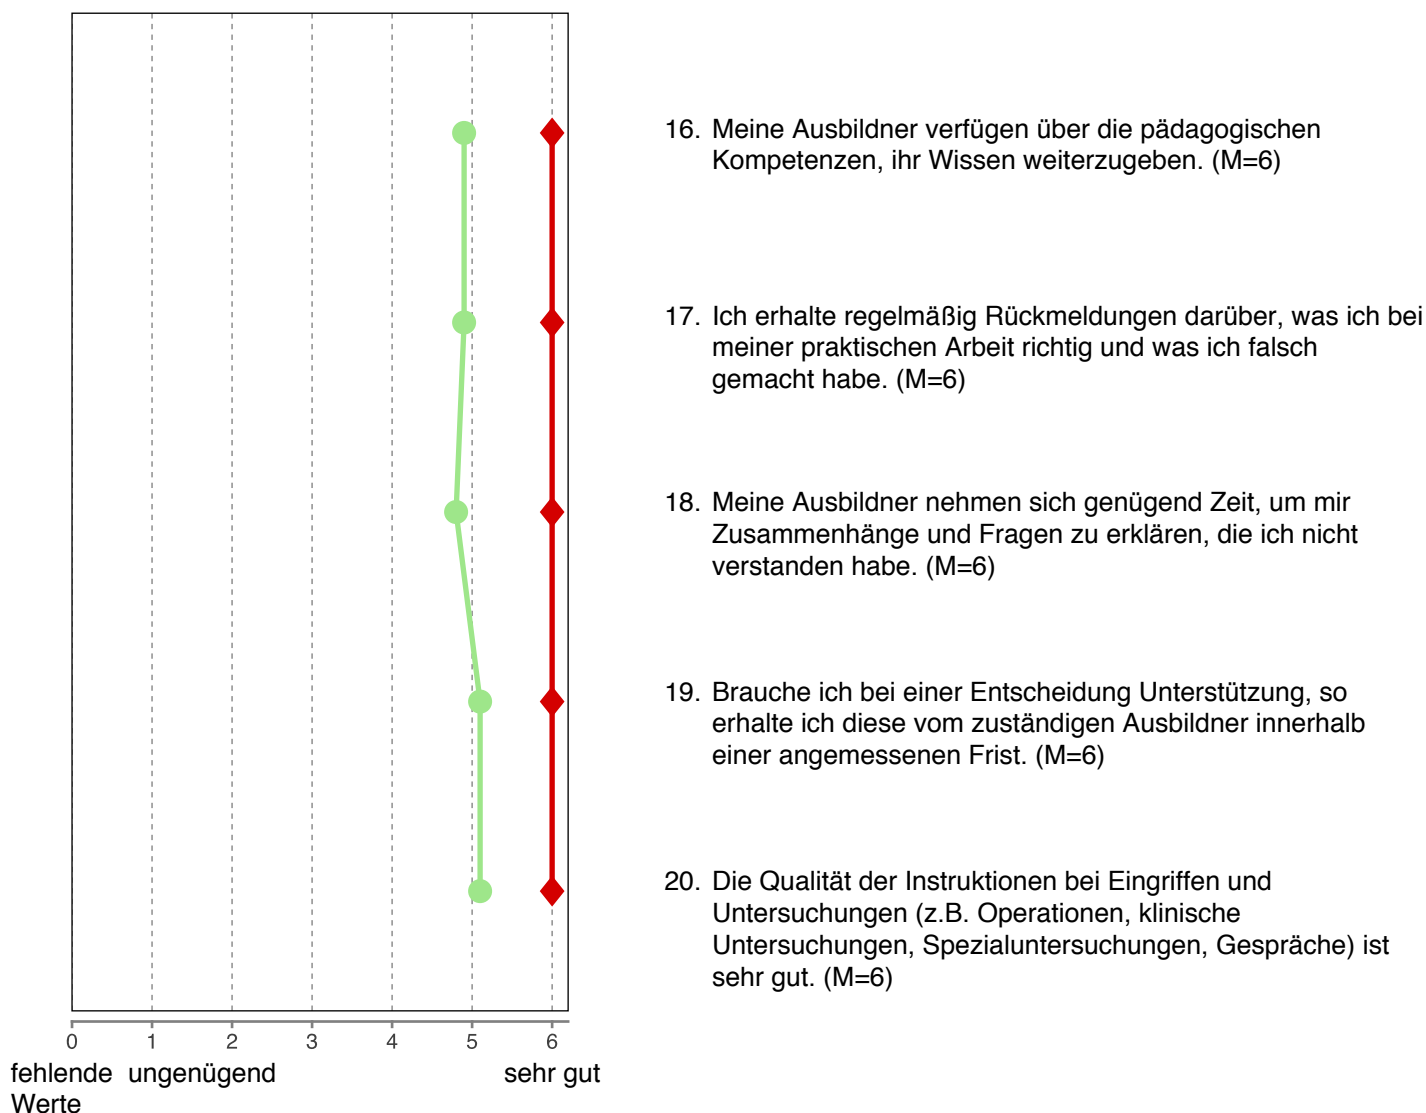 16. Meine Ausbildner verfügen über die pädagogischen
Kompetenzen, ihr Wissen weiterzugeben. (M=6)
17. Ich erhalte regelmäßig Rückmeldungen darüber, was ich bei
meiner praktischen Arbeit richtig und was ich falsch
gemacht habe. (M=6)
18. Meine Ausbildner nehmen sich genügend Zeit, um mir
Zusammenhänge und Fragen zu erklären, die ich nicht
verstanden habe. (M=6)
19. Brauche ich bei einer Entscheidung Unterstützung, so
erhalte ich diese vom zuständigen Ausbildner innerhalb
einer angemessenen Frist. (M=6)
20. Die Qualität der Instruktionen bei Eingriffen und
Untersuchungen (z.B. Operationen, klinische
Untersuchungen, Spezialuntersuchungen, Gespräche) ist
sehr gut. (M=6)
0 1 2 3 4 5 6
fehlende ungenügend sehr gut
Werte